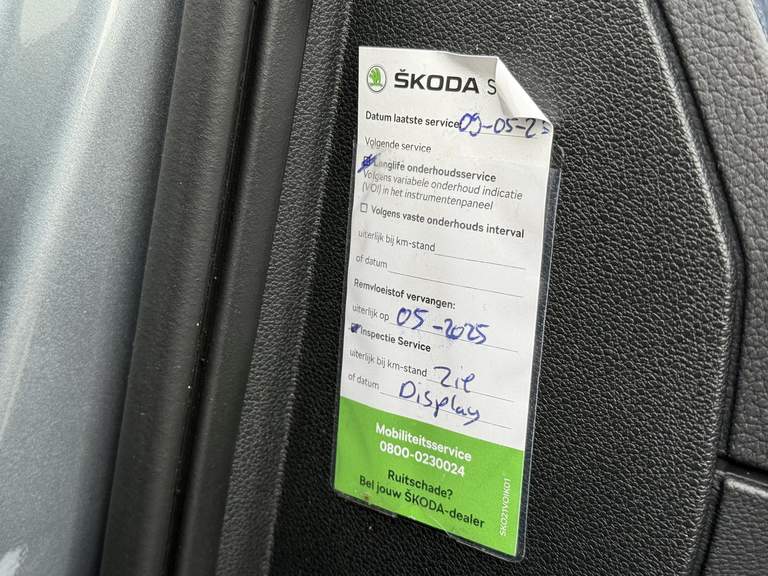 ŠKODA S
Datum laatste service 09-05-23
Volgende service
Longlife onderhoudsservice
Volgens variabele onderhoud indicatie
(VOI) in het instrumentenpaneel
Volgens vaste onderhouds interval
uiterlijk bij km-stand
of datum
Remvloeistof vervangen:
uiterlijk op 05-2025
Inspectie Service
uiterlijk bij km-stand Zie
of datum Display
Mobiliteitsservice
0800-0230024
Ruitschade?
Bel jouw ŠKODA-dealer
SKO21VOIK01